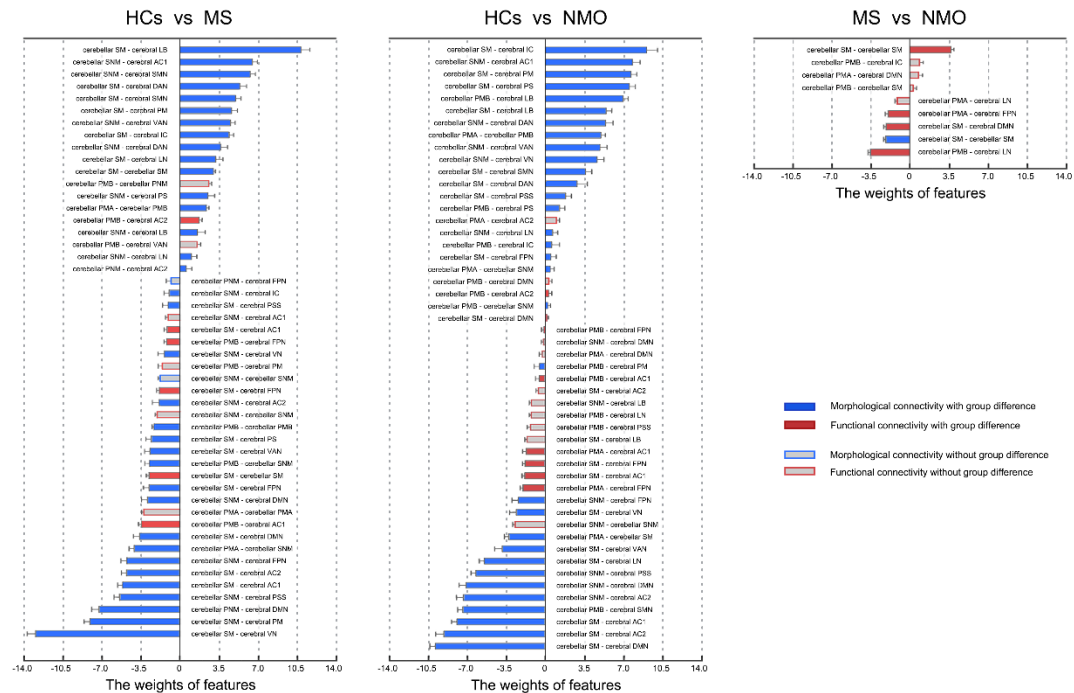 HCs vs MS
cerebellar SM - cerebral LB
cerebellar SNM - cerebral AC1
cerebellar SNM - cerebral SMN
cerebellar SM - cerebral DAN
cerebellar SM - cerebral SMN
cerebellar SM - cerebral PM
cerebellar SNM - cerebral VAN
cerebellar SM - cerebral IC
cerebellar SNM - cerebral DAN
cerebellar SM - cerebral LN
cerebellar SM - cerebellar SM
cerebellar PMB - cerebellar PNM
cerebellar SNM - cerebral PS
cerebellar PMA - cerebellar PMB
cerebellar PMB - cerebral AC2
cerebellar SNM - cerebral LB
cerebellar PMB - cerebral VAN
cerebellar SNM - cerebral LN
cerebellar PNM - cerebral AC2
cerebellar PNM - cerebral FPN
cerebellar SNM - cerebral IC
cerebellar SM - cerebral PSS
cerebellar SNM - cerebral AC1
cerebellar SM - cerebral AC1
cerebellar PMB - cerebral FPN
cerebellar SNM - cerebral VN
cerebellar PMB - cerebral PM
cerebellar SNM - cerebellar SNM
cerebellar SM - cerebral FPN
cerebellar SNM - cerebral AC2
cerebellar SNM - cerebellar SNM
cerebellar PMB - cerebellar PMB
cerebellar SM - cerebral PS
cerebellar SM - cerebral VAN
cerebellar PMB - cerebellar SNM
cerebellar SM - cerebellar SM
cerebellar SM - cerebral FPN
cerebellar SNM - cerebral DMN
cerebellar PMA - cerebellar PMA
cerebellar PMB - cerebral AC1
cerebellar SM - cerebral DMN
cerebellar PMA - cerebellar SNM
cerebellar SNM - cerebral FPN
cerebellar SM - cerebral AC2
cerebellar SM - cerebral AC1
cerebellar SNM - cerebral PSS
cerebellar PNM - cerebral DMN
cerebellar SNM - cerebral PM
cerebellar SM - cerebral VN
-14.0 -10.5 -7.0 -3.5 0 3.5 7.0 10.5 14.0
The weights of features
HCs vs NMO
cerebellar SM - cerebral IC
cerebellar SNM - cerebral AC1
cerebellar SM - cerebral PM
cerebellar SM - cerebral PS
cerebellar PMB - cerebral LB
cerebellar SM - cerebral LB
cerebellar SNM - cerebral DAN
cerebellar PMA - cerebellar PMB
cerebellar SNM - cerebral VAN
cerebellar SNM - cerebral VN
cerebellar SM - cerebral SMN
cerebellar SM - cerebral DAN
cerebellar SM - cerebral PSS
cerebellar PMB - cerebral PS
cerebellar PMA - cerebral AC2
cerebellar SNM - cerebral LN
cerebellar PMB - cerebral IC
cerebellar SM - cerebral FPN
cerebellar PMA - cerebellar SNM
cerebellar PMB - cerebral DMN
cerebellar PMB - cerebral AC2
cerebellar PMB - cerebellar SNM
cerebellar SM - cerebral DMN
cerebellar PMB - cerebral FPN
cerebellar SNM - cerebral DMN
cerebellar PMA - cerebral DMN
cerebellar PMB - cerebral PM
cerebellar PMB - cerebral AC1
cerebellar SM - cerebral AC2
cerebellar SNM - cerebral LB
cerebellar PMB - cerebral LN
cerebellar PMB - cerebral PSS
cerebellar SM - cerebral LB
cerebellar PMA - cerebral AC1
cerebellar SM - cerebral FPN
cerebellar SM - cerebral AC1
cerebellar PMA - cerebral FPN
cerebellar SNM - cerebral FPN
cerebellar SM - cerebral VN
cerebellar SNM - cerebellar SNM
cerebellar PMA - cerebellar SM
cerebellar SM - cerebral VAN
cerebellar SM - cerebral LN
cerebellar SNM - cerebral PSS
cerebellar SNM - cerebral DMN
cerebellar SNM - cerebral AC2
cerebellar PMB - cerebral SMN
cerebellar SM - cerebral AC1
cerebellar SM - cerebral AC2
cerebellar SM - cerebral DMN
-14.0 -10.5 -7.0 -3.5 0 3.5 7.0 10.5 14.0
The weights of features
MS vs NMO
cerebellar SM - cerebellar SM
cerebellar PMB - cerebral IC
cerebellar PMA - cerebral DMN
cerebellar PMB - cerebellar SM
cerebellar PMA - cerebral LN
cerebellar PMA - cerebral FPN
cerebellar SM - cerebral DMN
cerebellar SM - cerebellar SM
cerebellar PMB - cerebral LN
-14.0 -10.5 -7.0 -3.5 0 3.5 7.0 10.5 14.0
The weights of features
Morphological connectivity with group difference
Functional connectivity with group difference
Morphological connectivity without group difference
Functional connectivity without group difference